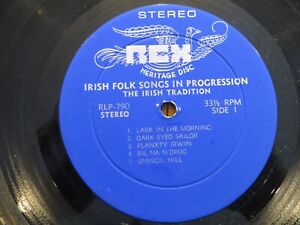 STEREO
REX
HERITAGE DISC
IRISH FOLK SONGS IN PROGRESSION
THE IRISH TRADITION
RLP-790
STEREO
33⅓ RPM
SIDE 1
1. LARK IN THE MORNING
2. DARK EYED SAILOR
3. PLANXTY IRWIN
4. RIL NA N DRUG
5. SPANCIL HILL